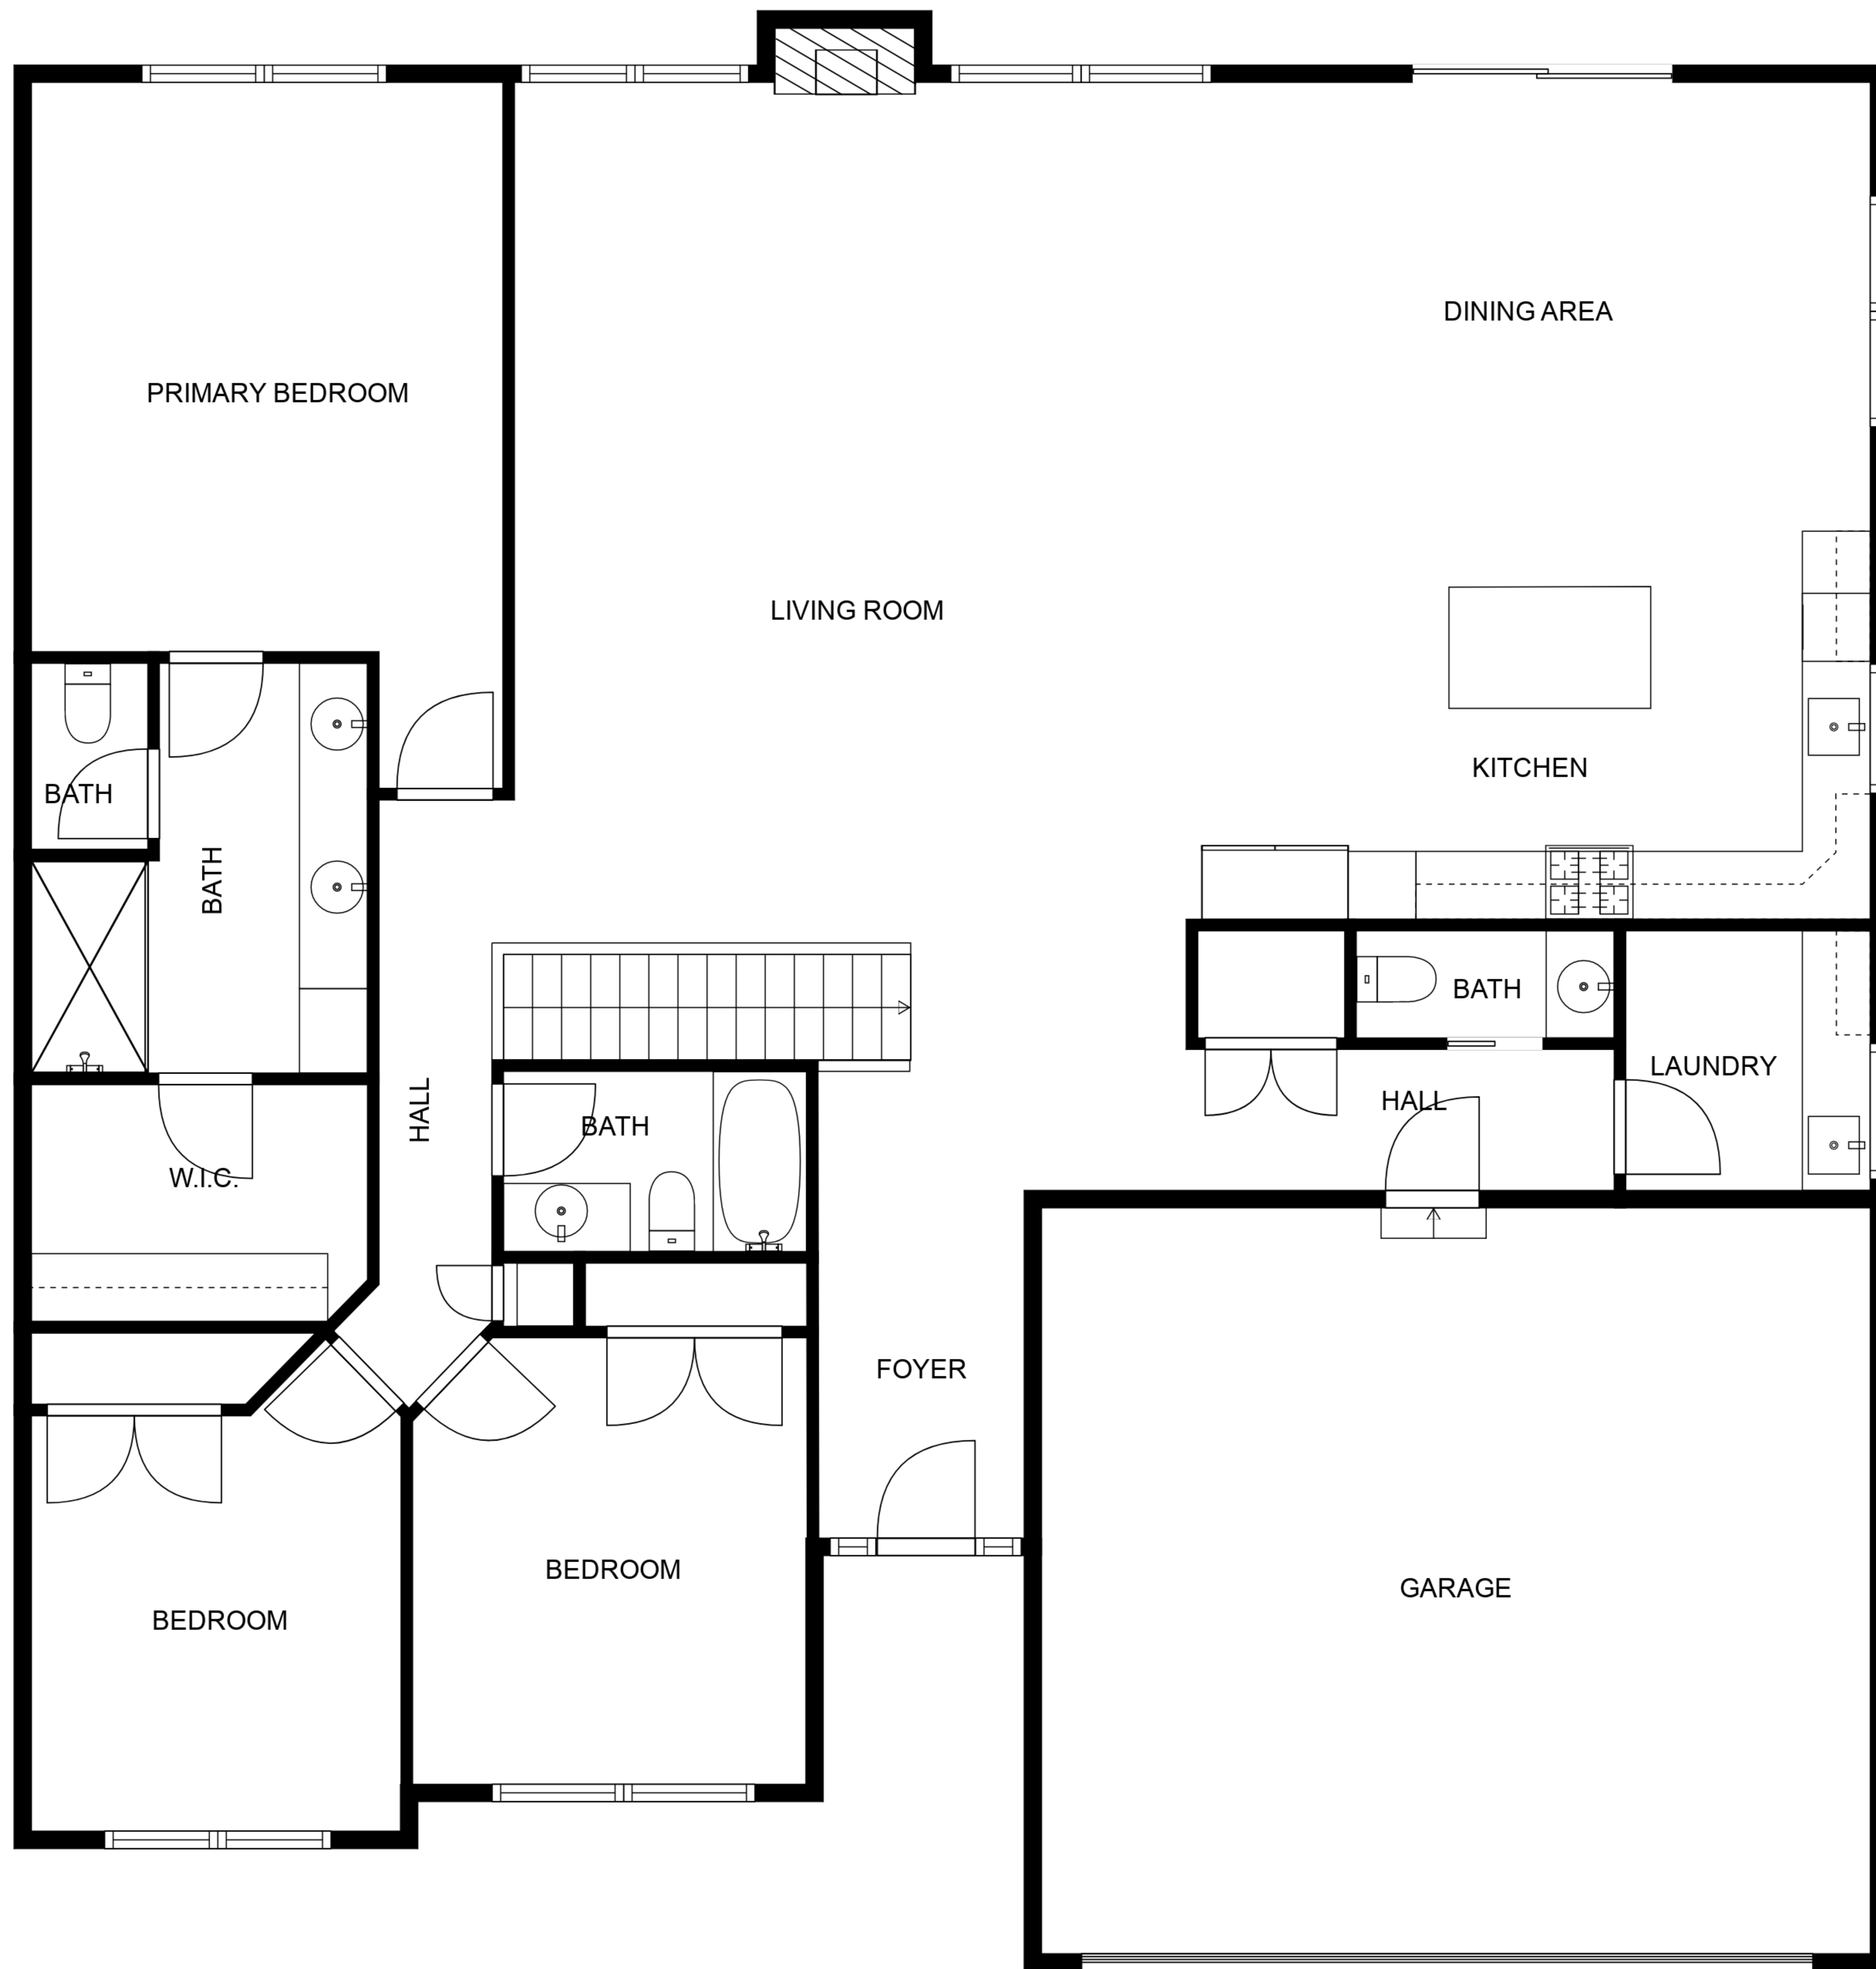 DINING AREA
PRIMARY BEDROOM
LIVING ROOM
KITCHEN
BATH
BATH
BATH
LAUNDRY
HALL
HALL
BATH
W.I.C.
FOYER
BEDROOM
GARAGE
BEDROOM